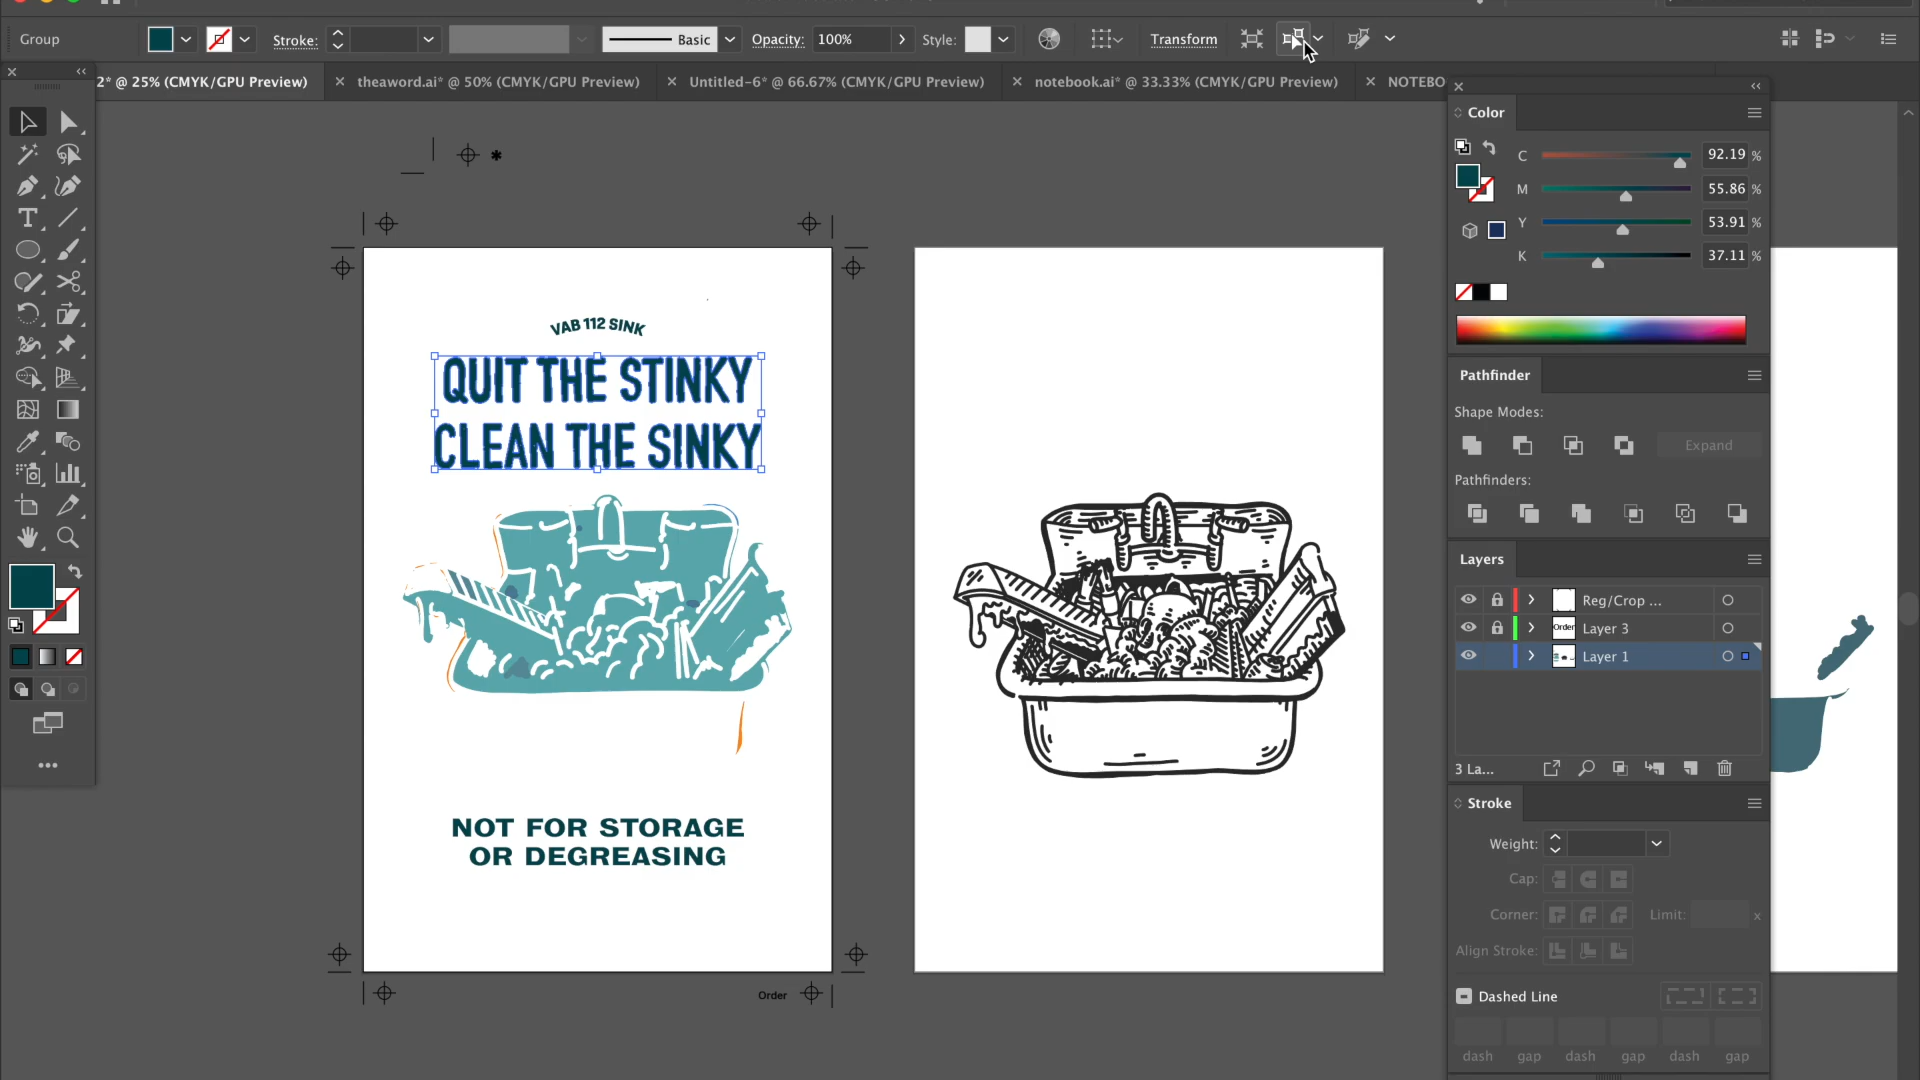 Group
Stroke:
Basic
Opacity:
100%
Style:
Transform
2* @ 25% (CMYK/GPU Preview)
theaword.ai* @ 50% (CMYK/GPU Preview)
Untitled-6* @ 66.67% (CMYK/GPU Preview)
notebook.ai* @ 33.33% (CMYK/GPU Preview)
NOTEBO
Color
C 92.19 %
M 55.86 %
Y 53.91 %
K 37.11 %
VAB 112 SINK
QUIT THE STINKY
CLEAN THE SINKY
NOT FOR STORAGE
OR DEGREASING
Order
Pathfinder
Shape Modes:
Expand
Pathfinders:
Layers
Reg/Crop ...
Order
Layer 3
Layer 1
3 La...
Stroke
Weight:
Cap:
Corner:
Limit:
x
Align Stroke:
Dashed Line
dash gap dash gap dash gap